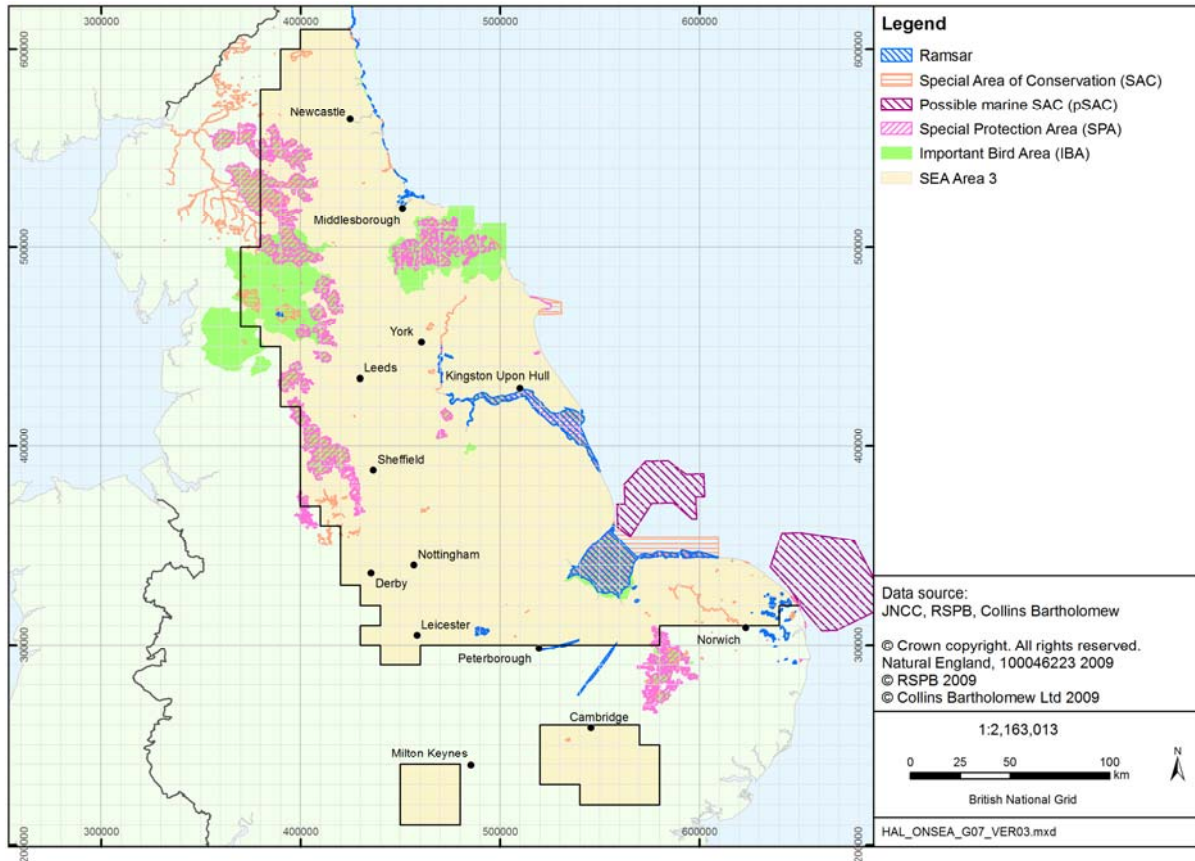 300000 400000 500000 600000
600000 600000
500000 500000
400000 400000
300000 300000
200000 200000
300000 400000 500000 600000
Newcastle
Middlesborough
York
Leeds
Kingston Upon Hull
Sheffield
Nottingham
Derby
Leicester
Peterborough
Norwich
Cambridge
Milton Keynes
Legend
Ramsar
Special Area of Conservation (SAC)
Possible marine SAC (pSAC)
Special Protection Area (SPA)
Important Bird Area (IBA)
SEA Area 3
Data source:
JNCC, RSPB, Collins Bartholomew
© Crown copyright. All rights reserved.
Natural England, 100046223 2009
© RSPB 2009
© Collins Bartholomew Ltd 2009
1:2,163,013
0 25 50 100
km
N
British National Grid
HAL_ONSEA_G07_VER03.mxd